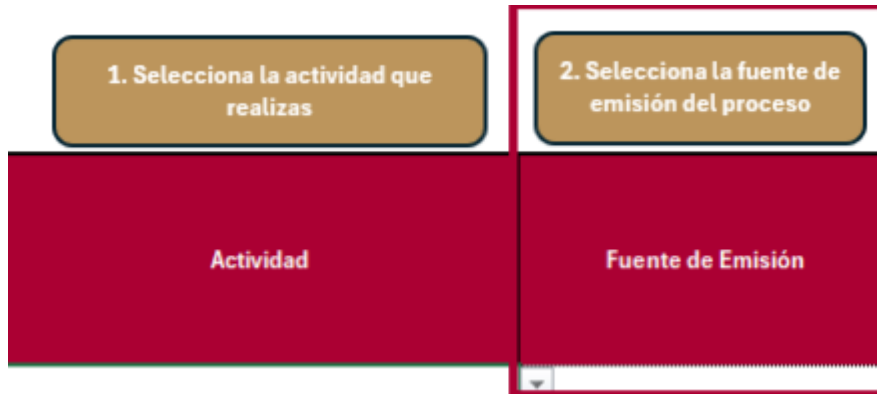 1. Selecciona la actividad que
realizas
2. Selecciona la fuente de
emisión del proceso
Actividad
Fuente de Emisión